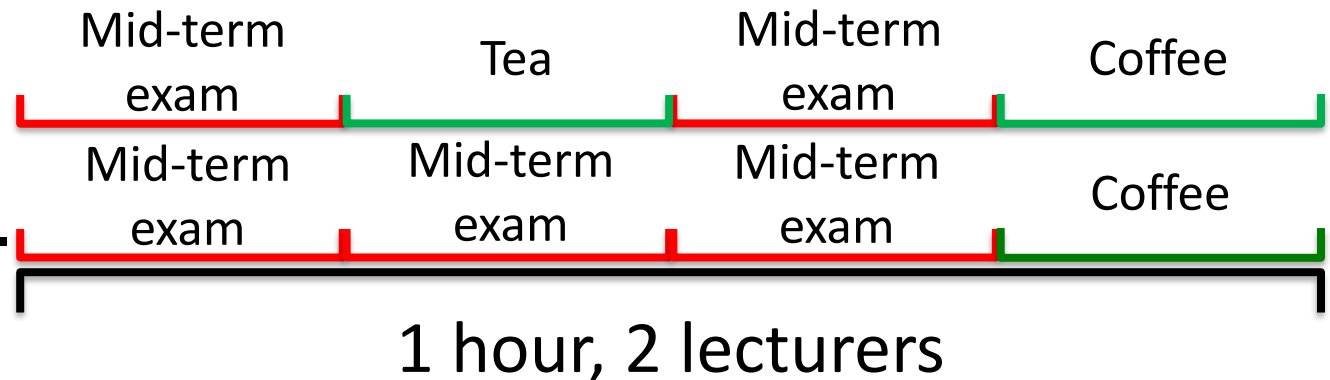 Mid-term
exam
Tea
Mid-term
exam
Coffee
Mid-term
exam
Mid-term
exam
Mid-term
exam
Coffee
1 hour, 2 lecturers